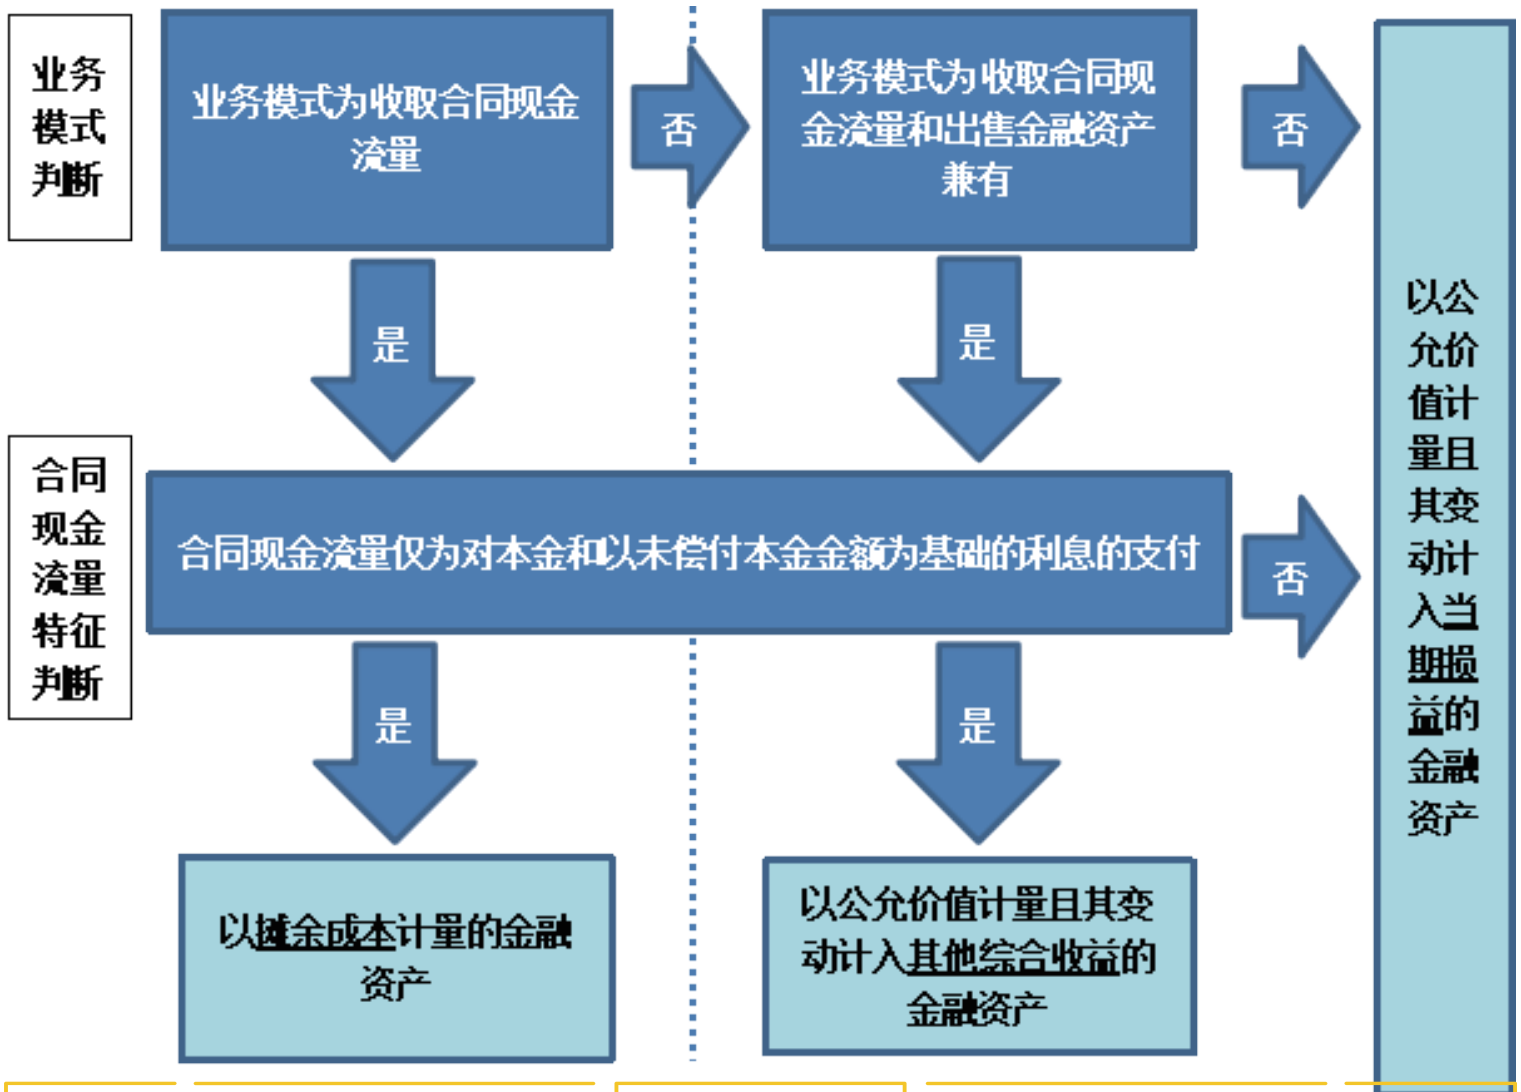 业务
模式
判断
业务模式为收取合同现金
流量
否
业务模式为收取合同现
金流量和出售金融资产
兼有
否
是
是
合同
现金
流量
特征
判断
合同现金流量仅为对本金和以未偿付本金金额为基础的利息的支付
否
是
是
以摊余成本计量的金融
资产
以公允价值计量且其变
动计入其他综合收益的
金融资产
以公
允价
值计
量且
其变
动计
入当
期损
益的
金融
资产